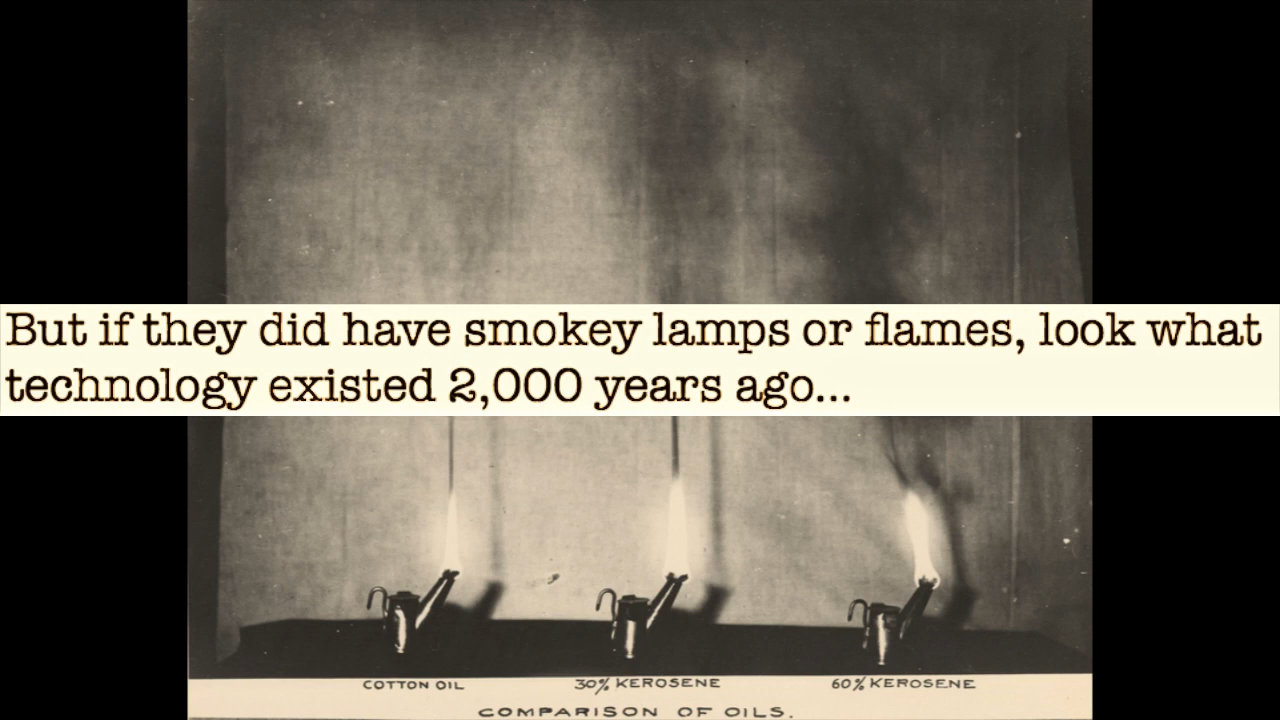 But if they did have smokey lamps or flames, look what
technology existed 2,000 years ago...
COTTON OIL
30% KEROSENE
60% KEROSENE
COMPARISON OF OILS.